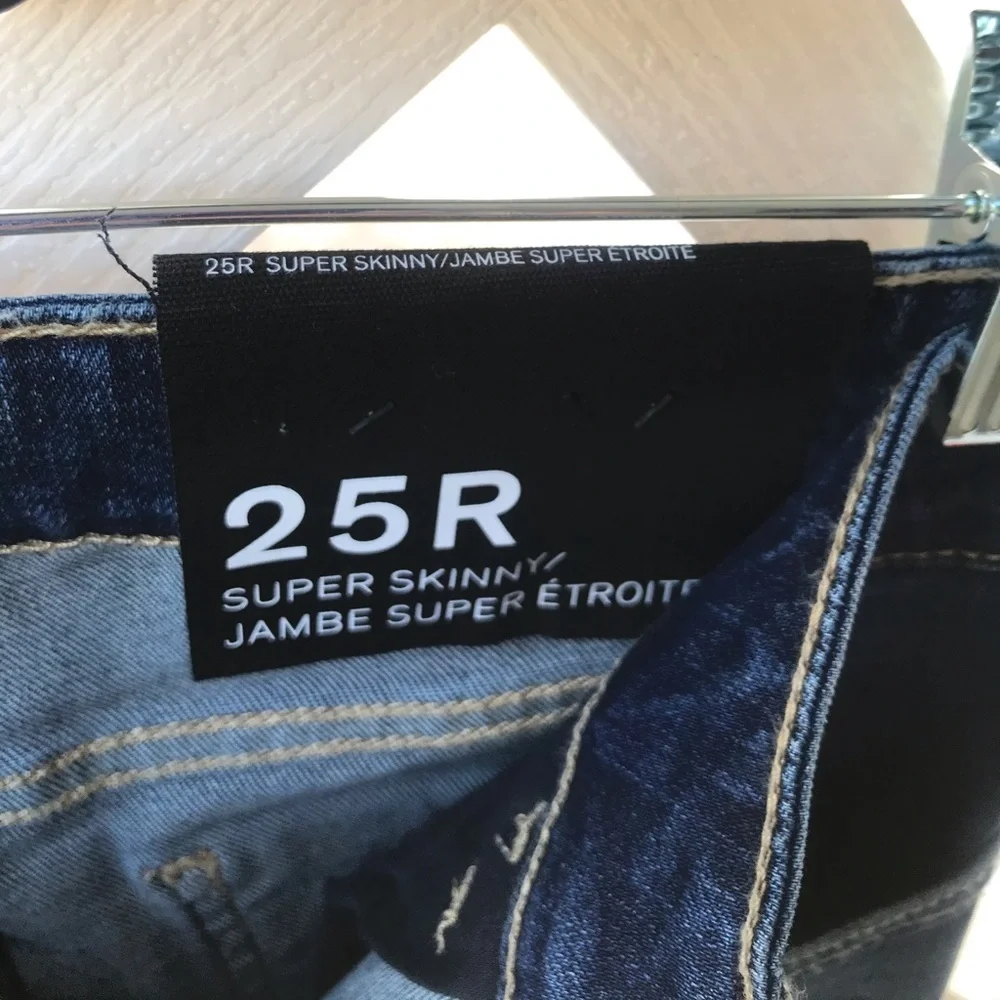 25R SUPER SKINNY/JAMBE SUPER ÉTROITE
25R
SUPER SKINNY/
JAMBE SUPER ÉTROITE